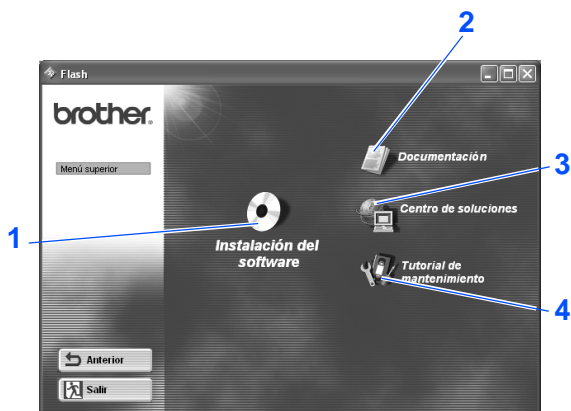 2
Flash
brother.
Menú superior
Documentación
3
Centro de soluciones
1
Instalación del
software
Tutorial de
mantenimiento
4
Anterior
Salir